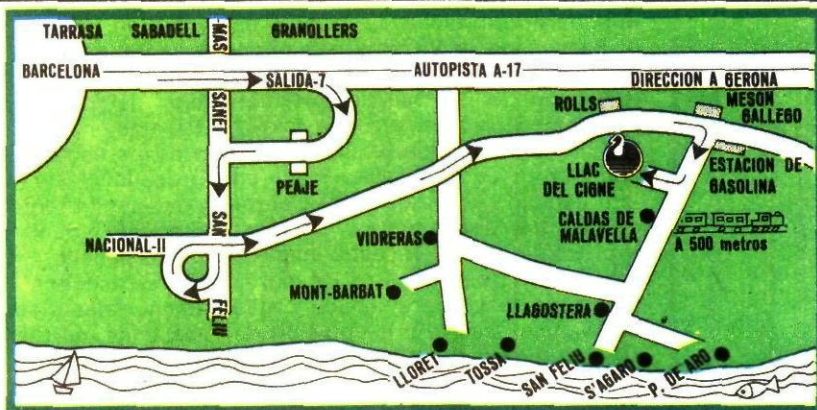 TARRASA SABADELL GRANOLLERS
MAS
SANET
SAN
FELIU
BARCELONA
SALIDA-7
AUTOPISTA A-17
DIRECCION A GERONA
ROLLS
MESON
GALLEGO
PEAJE
LLAC
DEL CIGNE
ESTACION DE
GASOLINA
NACIONAL-II
VIDRERAS
CALDAS DE
MALAVELLA
A 500 metros
MONT-BARBAT
LLAGOSTERA
LLORET
TOSSA
SAN FELIU
S'AGARO
P. DE ARO